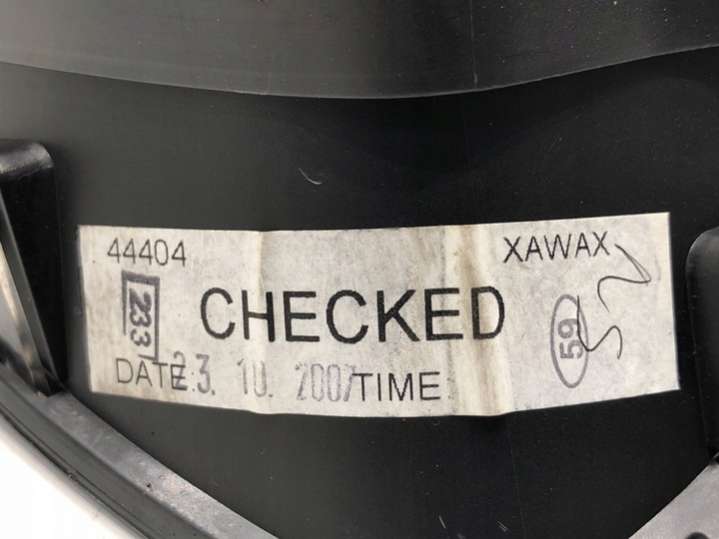 44404 XAWAX
233
CHECKED
59
DATE 23. 10. 2007 TIME